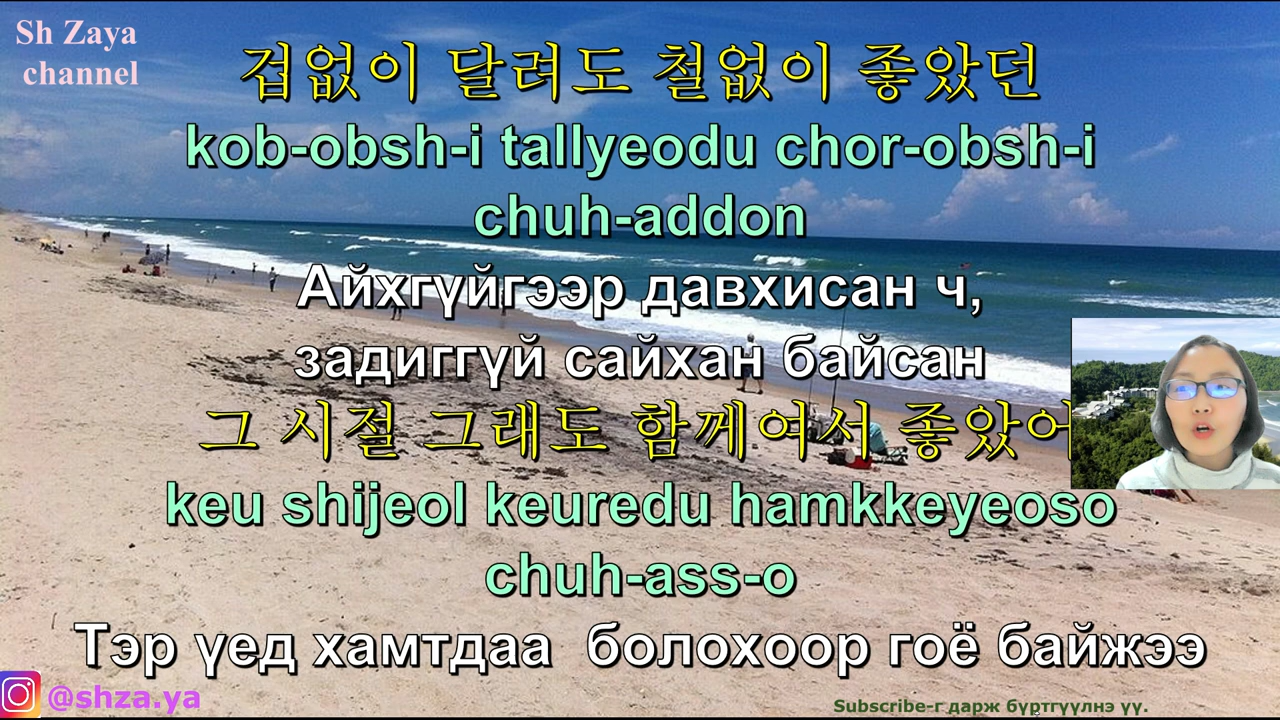 Sh Zaya
channel
겁없이 달려도 철없이 좋았던
kob-obsh-i tallyeodu chor-obsh-i
chuh-addon
Айхгүйгээр давхисан ч,
задиггүй сайхан байсан
그 시절 그래도 함께여서 좋았어
keu shijeol keuredu hamkkeyeoso
chuh-ass-o
Тэр үед хамтдаа болохоор гоё байжээ
@shza.ya
Subscribe-г дарж бүртгүүлнэ үү.